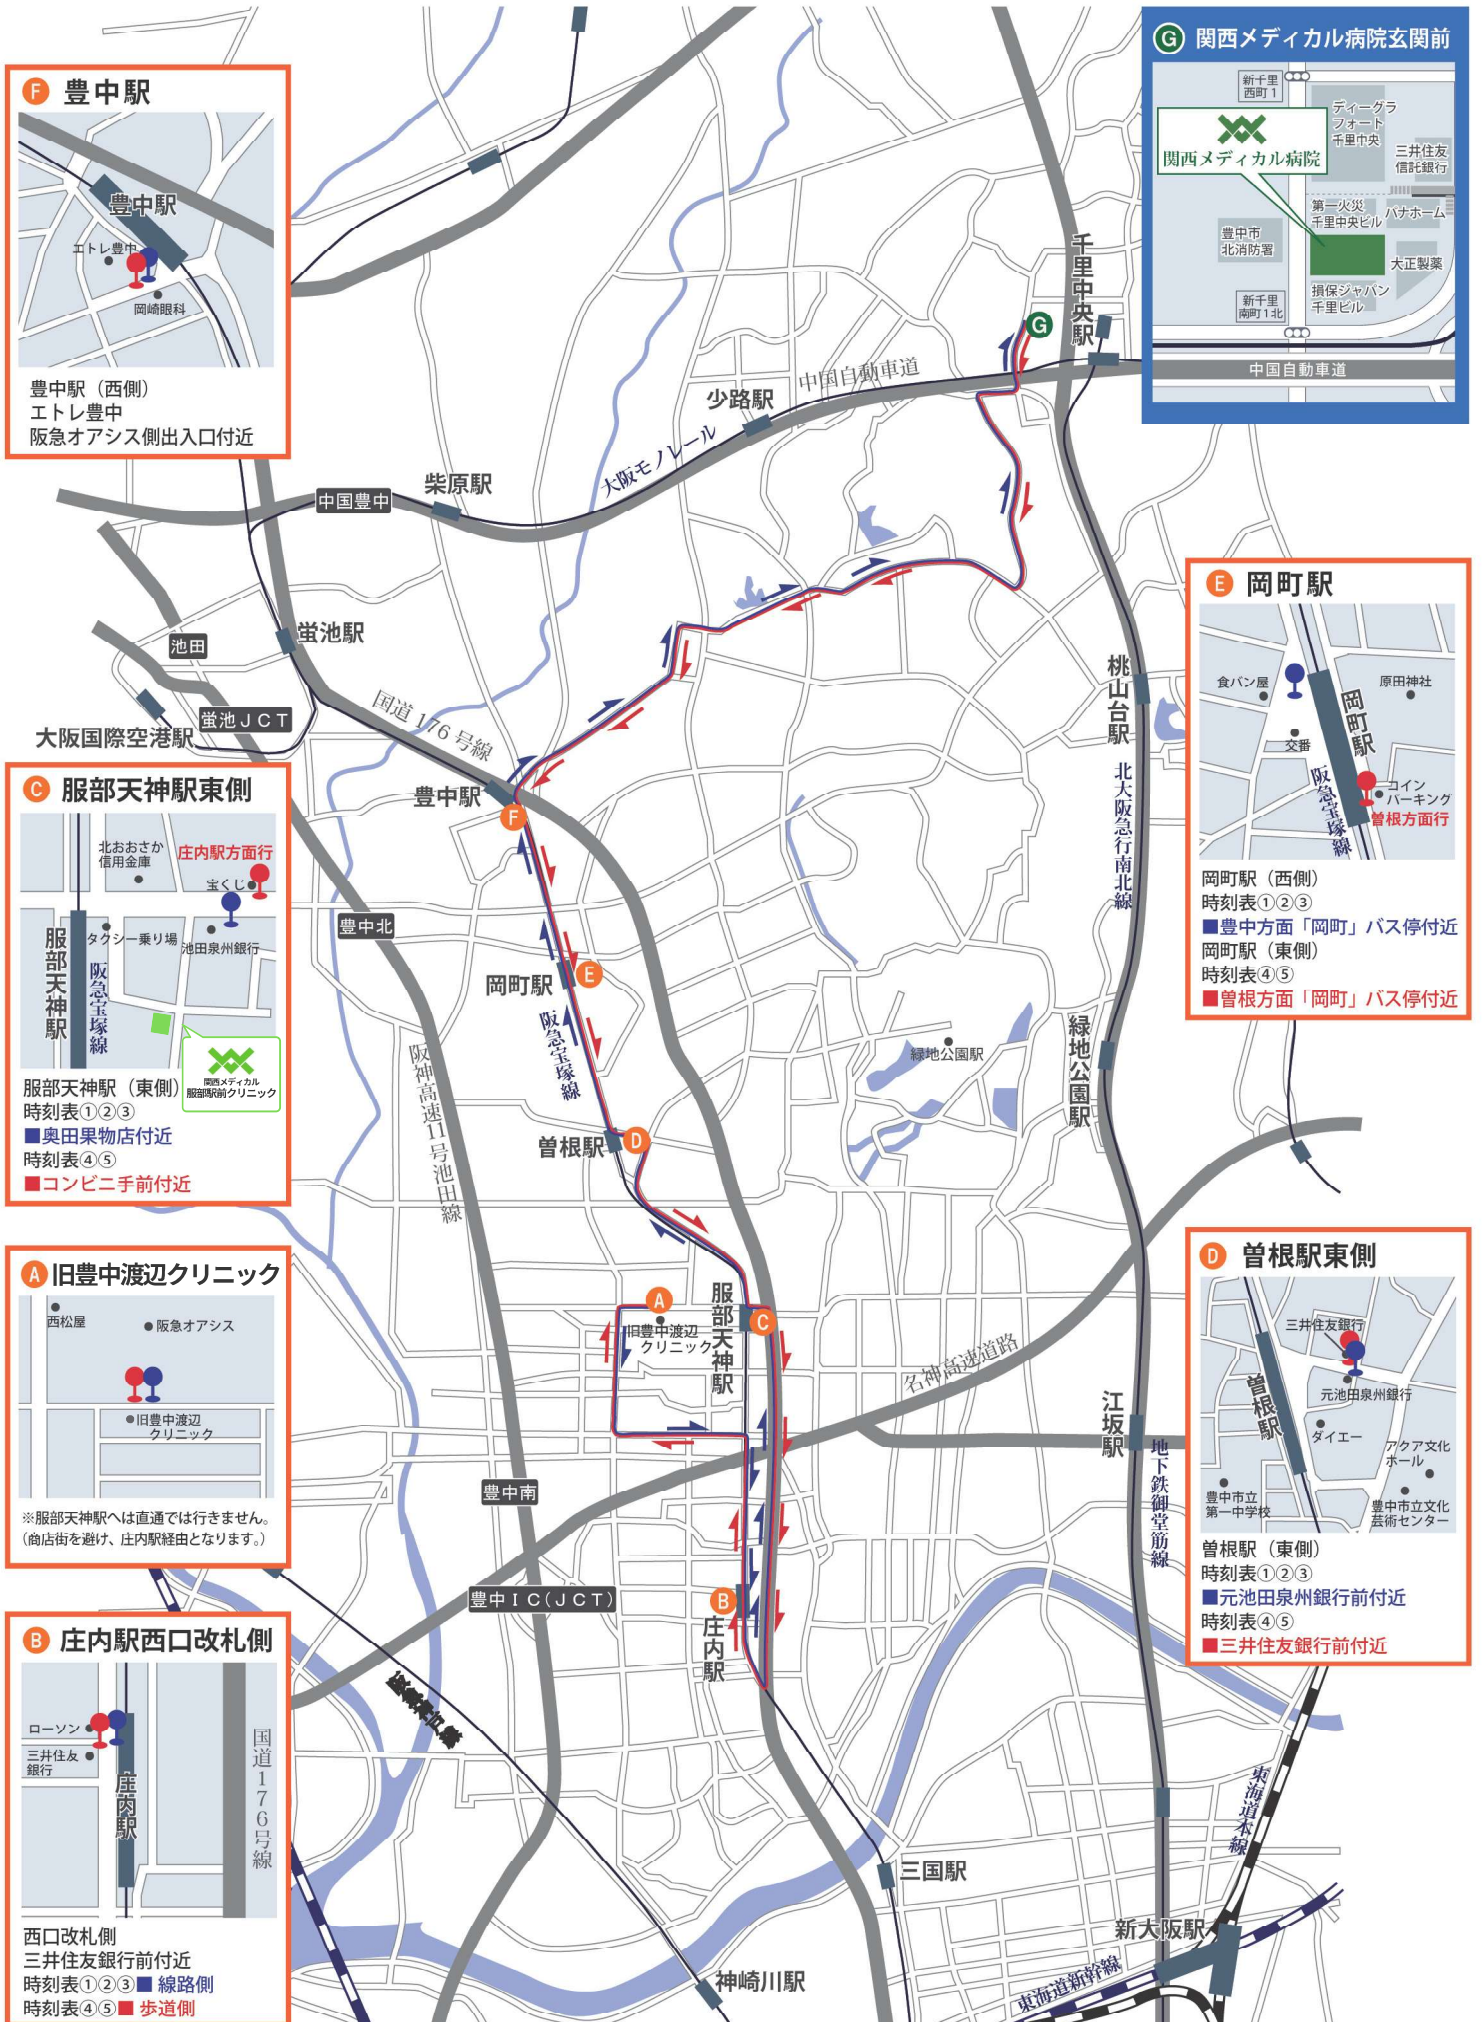 F 豊中駅
豊中駅
エトレ豊中
岡崎眼科
豊中駅（西側）
エトレ豊中
阪急オアシス側出入口付近
G 関西メディカル病院玄関前
新千里
西町1
ディーグラ
フォート
千里中央
関西メディカル病院
三井住友
信託銀行
第一火災
千里中央ビル
パナホーム
豊中市
北消防署
大正製薬
新千里
南町1北
損保ジャパン
千里ビル
中国自動車道
千里中央駅
G
中国自動車道
少路駅
大阪モノレール
柴原駅
中国豊中
池田
蛍池駅
蛍池JCT
大阪国際空港駅
国道176号線
豊中駅
F
桃山台駅
北大阪急行南北線
E 岡町駅
食パン屋
原田神社
岡町駅
交番
阪急宝塚線
コイン
パーキング
曽根方面行
岡町駅（西側）
時刻表①②③
■豊中方面「岡町」バス停付近
岡町駅（東側）
時刻表④⑤
■曽根方面「岡町」バス停付近
C 服部天神駅東側
北おおさか
信用金庫
庄内駅方面行
宝くじ
タクシー乗り場
池田泉州銀行
服部天神駅
阪急宝塚線
関西メディカル
服部駅前クリニック
服部天神駅（東側）
時刻表①②③
■奥田果物店付近
時刻表④⑤
■コンビニ手前付近
豊中北
岡町駅
E
阪急宝塚線
阪神高速11号池田線
緑地公園駅
緑地公園駅
曽根駅
D
A 旧豊中渡辺クリニック
西松屋
阪急オアシス
旧豊中渡辺
クリニック
※服部天神駅へは直通では行きません。
（商店街を避け、庄内駅経由となります。）
A
旧豊中渡辺
クリニック
服部天神駅
C
名神高速道路
江坂駅
地下鉄御堂筋線
D 曽根駅東側
三井住友銀行
元池田泉州銀行
曽根駅
ダイエー
アクア文化
ホール
豊中市立
第一中学校
豊中市立文化
芸術センター
曽根駅（東側）
時刻表①②③
■元池田泉州銀行前付近
時刻表④⑤
■三井住友銀行前付近
豊中南
豊中IC(JCT)
B
庄内駅
阪急神戸線
B 庄内駅西口改札側
ローソン
三井住友
銀行
庄内駅
国道176号線
西口改札側
三井住友銀行前付近
時刻表①②③■ 線路側
時刻表④⑤■ 歩道側
東海道本線
三国駅
新大阪駅
神崎川駅
東海道新幹線